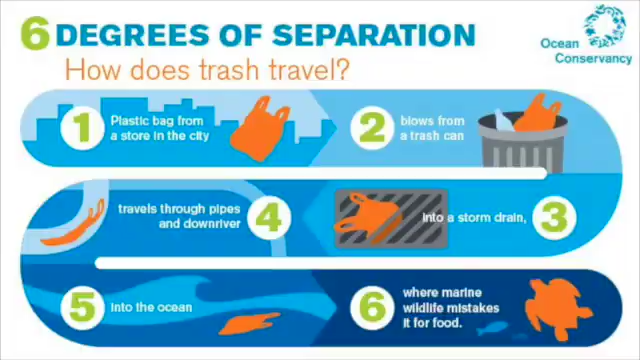 6 DEGREES OF SEPARATION
How does trash travel?
Ocean
Conservancy
1
Plastic bag from
a store in the city
2
blows from
a trash can
into a storm drain,
3
travels through pipes
and downriver
4
5
into the ocean
6
where marine
wildlife mistakes
it for food.